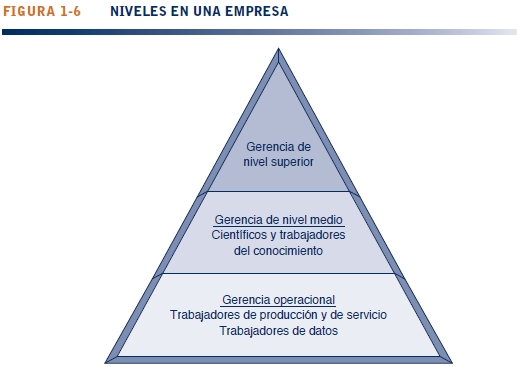 FIGURA 1-6 NIVELES EN UNA EMPRESA
Gerencia de
nivel superior
Gerencia de nivel medio
Científicos y trabajadores
del conocimiento
Gerencia operacional
Trabajadores de producción y de servicio
Trabajadores de datos